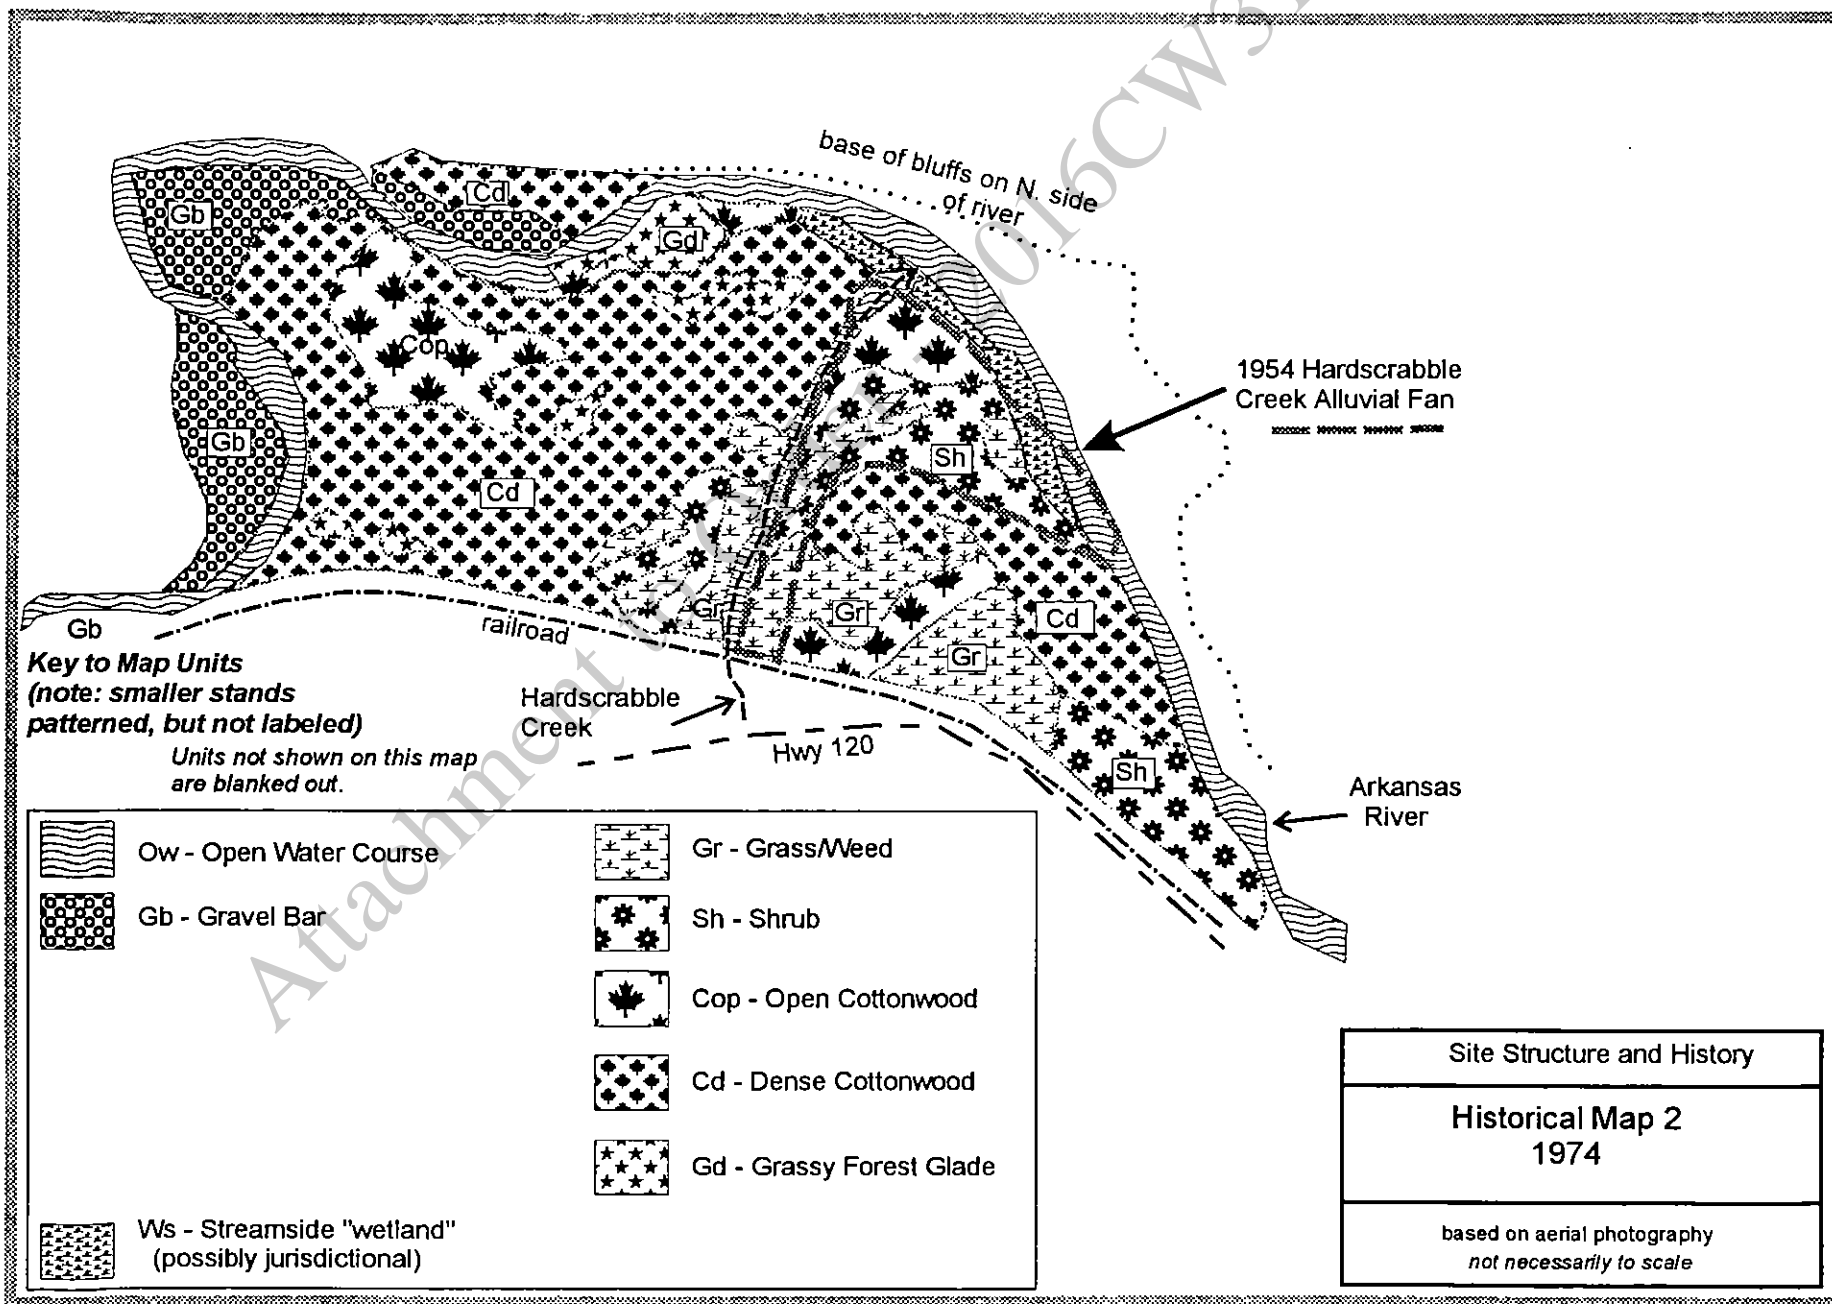 base of bluffs on N. side
of river
Gb
Cd
Gd
Cop
Gb
1954 Hardscrabble
Creek Alluvial Fan
Sh
Cd
Gr
Gr
Cd
Gr
Gb
railroad
Key to Map Units
(note: smaller stands
patterned, but not labeled)
Units not shown on this map
are blanked out.
Hardscrabble
Creek
Hwy 120
Sh
Arkansas
River
Ow - Open Water Course
Gb - Gravel Bar
Ws - Streamside "wetland"
(possibly jurisdictional)
Gr - Grass/Weed
Sh - Shrub
Cop - Open Cottonwood
Cd - Dense Cottonwood
Gd - Grassy Forest Glade
Site Structure and History
Historical Map 2
1974
based on aerial photography
not necessarily to scale
Attachment to 2016CW31